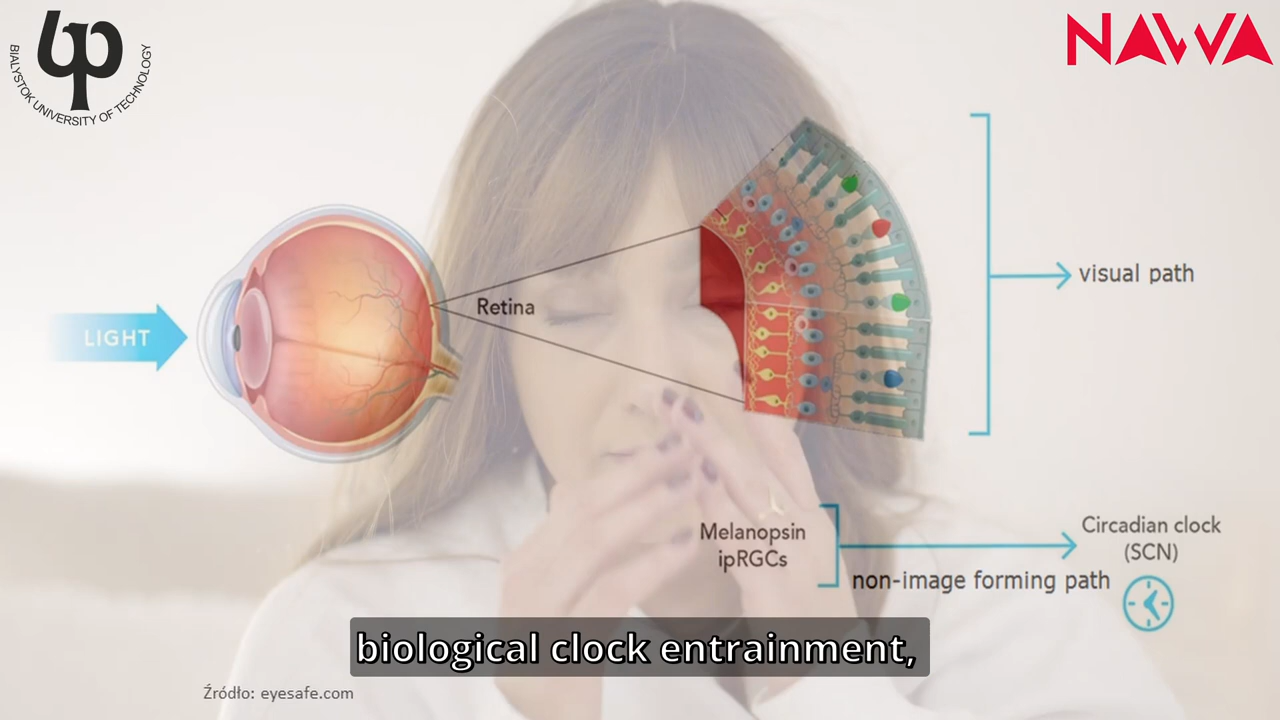 BIALYSTOK UNIVERSITY OF TECHNOLOGY
NAWA
LIGHT
Retina
visual path
Melanopsin
ipRGCs
Circadian clock
(SCN)
non-image forming path
biological clock entrainment,
Źródło: eyesafe.com